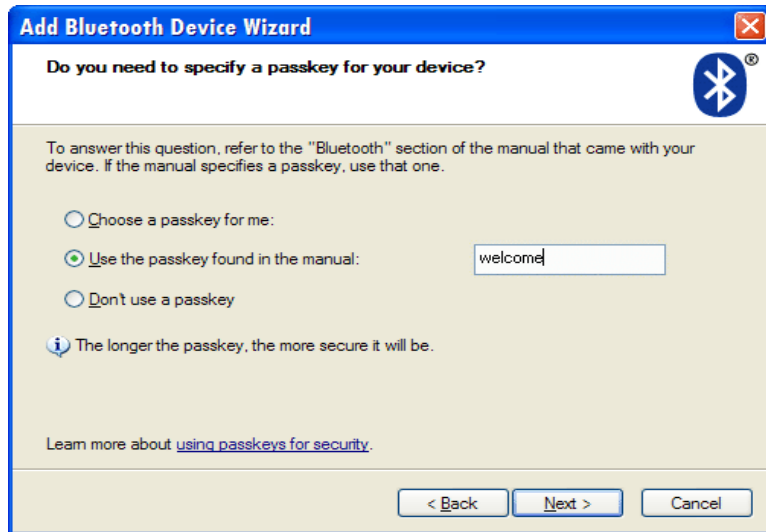 Add Bluetooth Device Wizard
Do you need to specify a passkey for your device?
®
To answer this question, refer to the "Bluetooth" section of the manual that came with your
device. If the manual specifies a passkey, use that one.
Choose a passkey for me:
Use the passkey found in the manual: welcome
Don't use a passkey
The longer the passkey, the more secure it will be.
Learn more about using passkeys for security.
< Back Next > Cancel